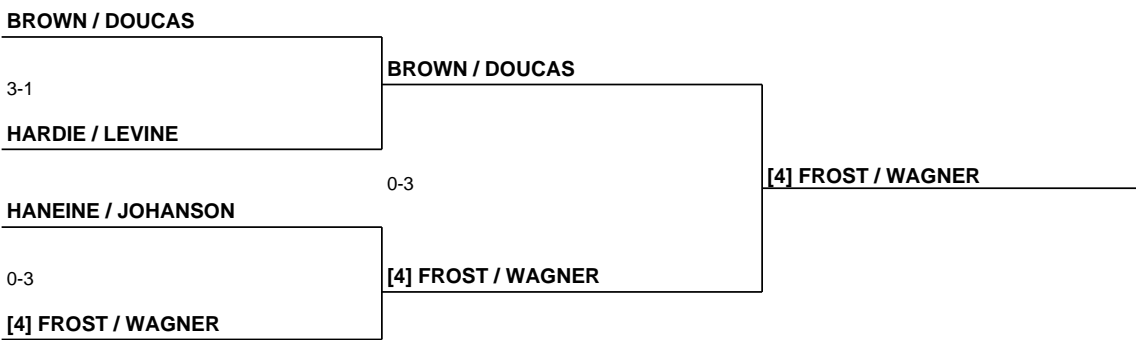 BROWN / DOUCAS
3-1
HARDIE / LEVINE
HANEINE / JOHANSON
0-3
[4] FROST / WAGNER
BROWN / DOUCAS
0-3
[4] FROST / WAGNER
[4] FROST / WAGNER